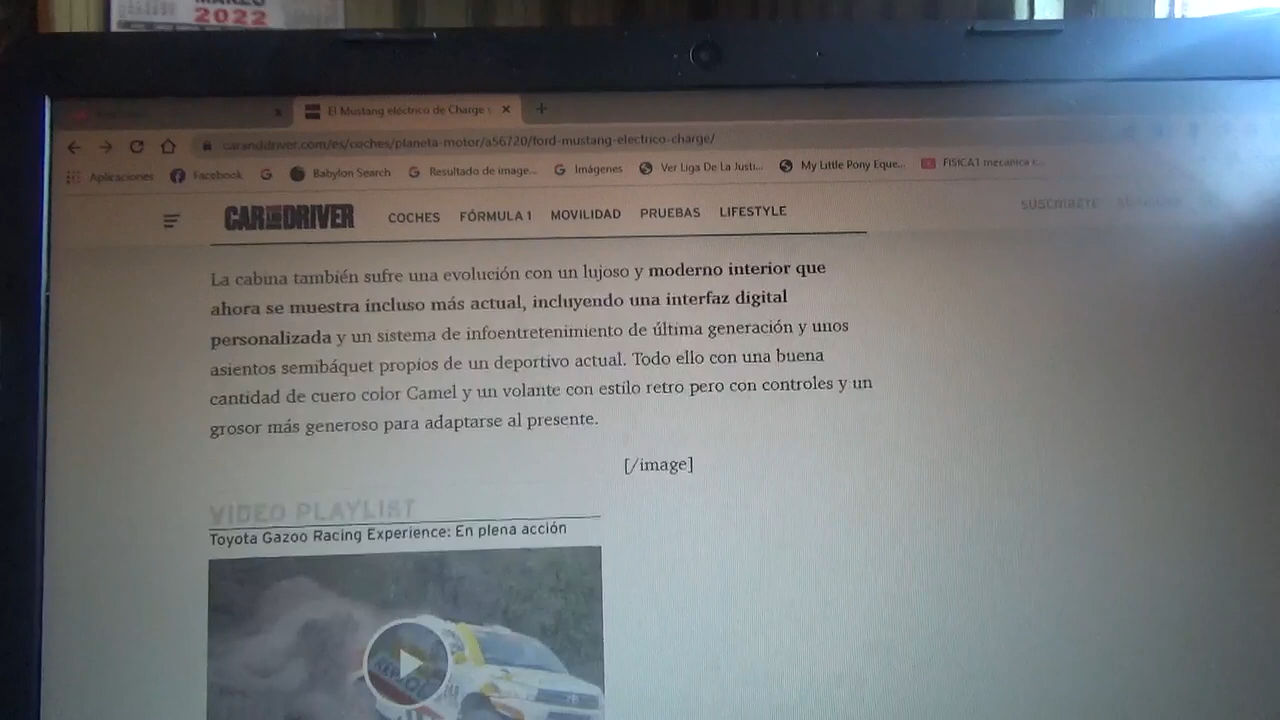 MARZO
2022
El Mustang eléctrico de Charge
caranddriver.com/es/coches/planeta-motor/a56720/ford-mustang-electrico-charge/
Aplicaciones Facebook Babylon Search Resultado de image... Imágenes Ver Liga De La Justi... My Little Pony Eque... FISICA1 mecánica
CAR AND DRIVER COCHES FÓRMULA 1 MOVILIDAD PRUEBAS LIFESTYLE
La cabina también sufre una evolución con un lujoso y moderno interior que
ahora se muestra incluso más actual, incluyendo una interfaz digital
personalizada y un sistema de infoentretenimiento de última generación y unos
asientos semibáquet propios de un deportivo actual. Todo ello con una buena
cantidad de cuero color Camel y un volante con estilo retro pero con controles y un
grosor más generoso para adaptarse al presente.
[/image]
VIDEO PLAYLIST
Toyota Gazoo Racing Experience: En plena acción